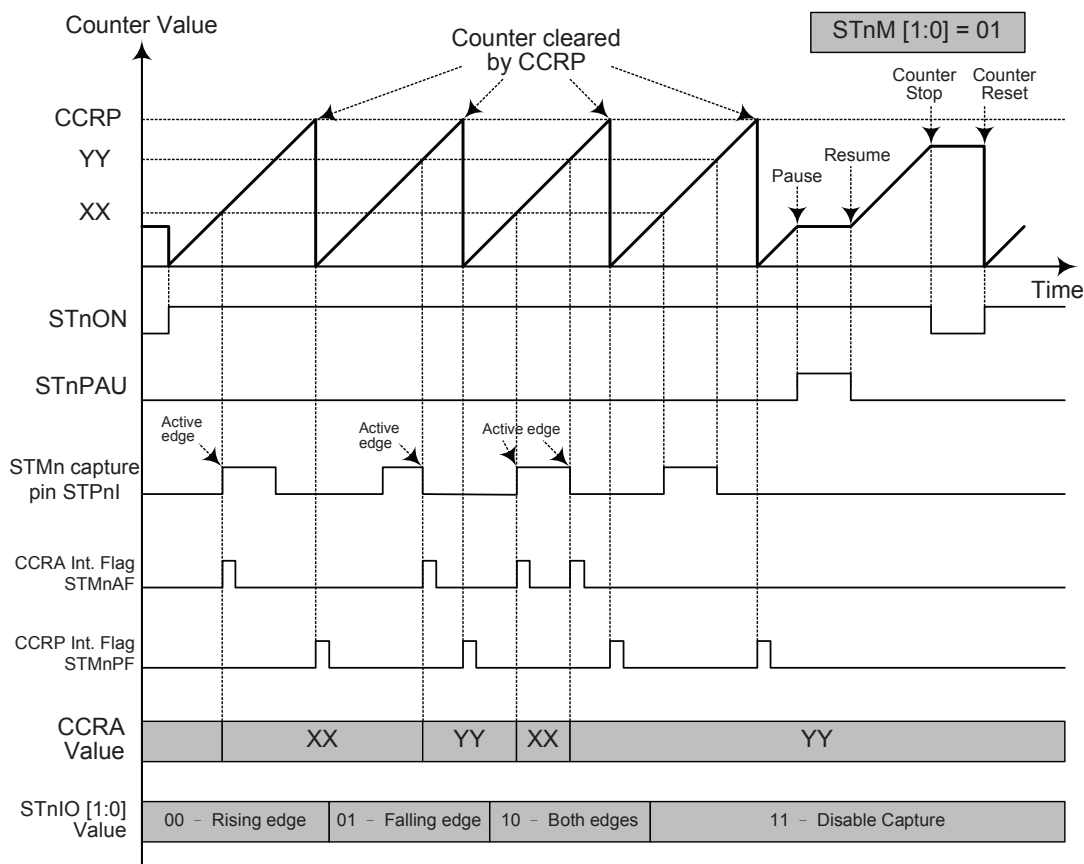 Counter Value
STnM [1:0] = 01
Counter cleared
by CCRP
Counter
Stop
Counter
Reset
CCRP
YY
Resume
Pause
XX
Time
STnON
STnPAU
Active
edge
Active
edge
Active edge
STMn capture
pin STPnI
CCRA Int. Flag
STMnAF
CCRP Int. Flag
STMnPF
CCRA
Value
XX
YY
XX
YY
STnIO [1:0]
Value
00 – Rising edge
01 – Falling edge
10 – Both edges
11 – Disable Capture